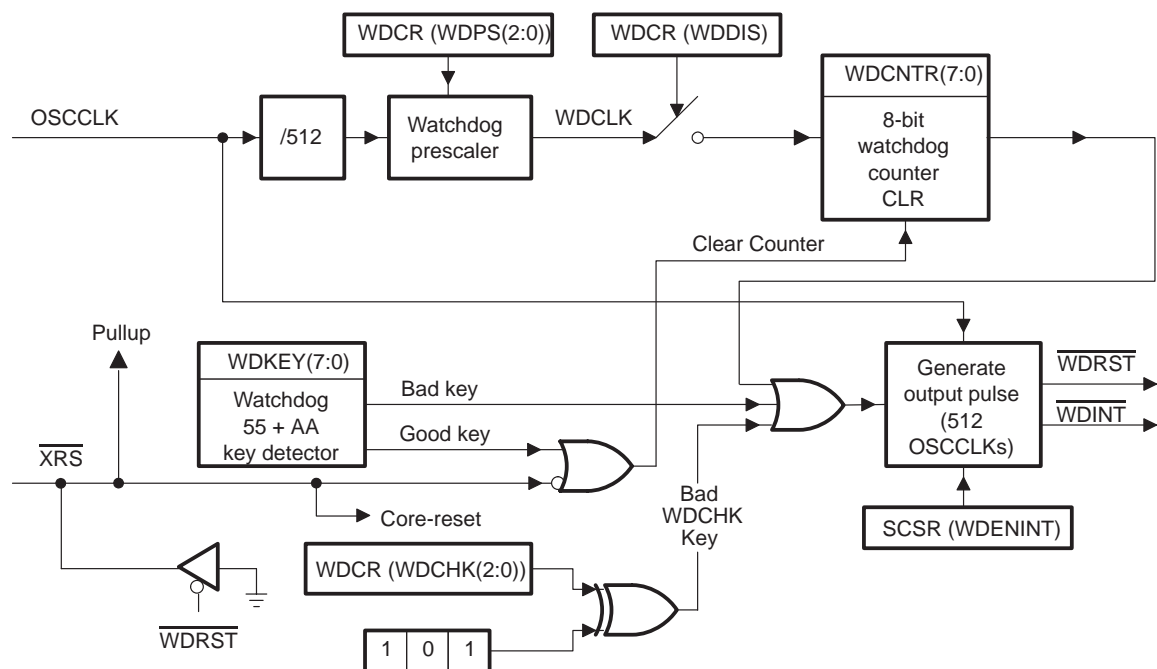 WDCR (WDPS(2:0))
WDCR (WDDIS)
WDCNTR(7:0)
OSCCLK
/512
Watchdog
prescaler
WDCLK
8-bit
watchdog
counter
CLR
Clear Counter
Pullup
WDKEY(7:0)
Watchdog
55 + AA
key detector
Bad key
Good key
Generate
output pulse
(512
OSCCLKs)
WDRST
WDINT
XRS
Core-reset
Bad
WDCHK
Key
SCSR (WDENINT)
WDCR (WDCHK(2:0))
WDRST
1 0 1